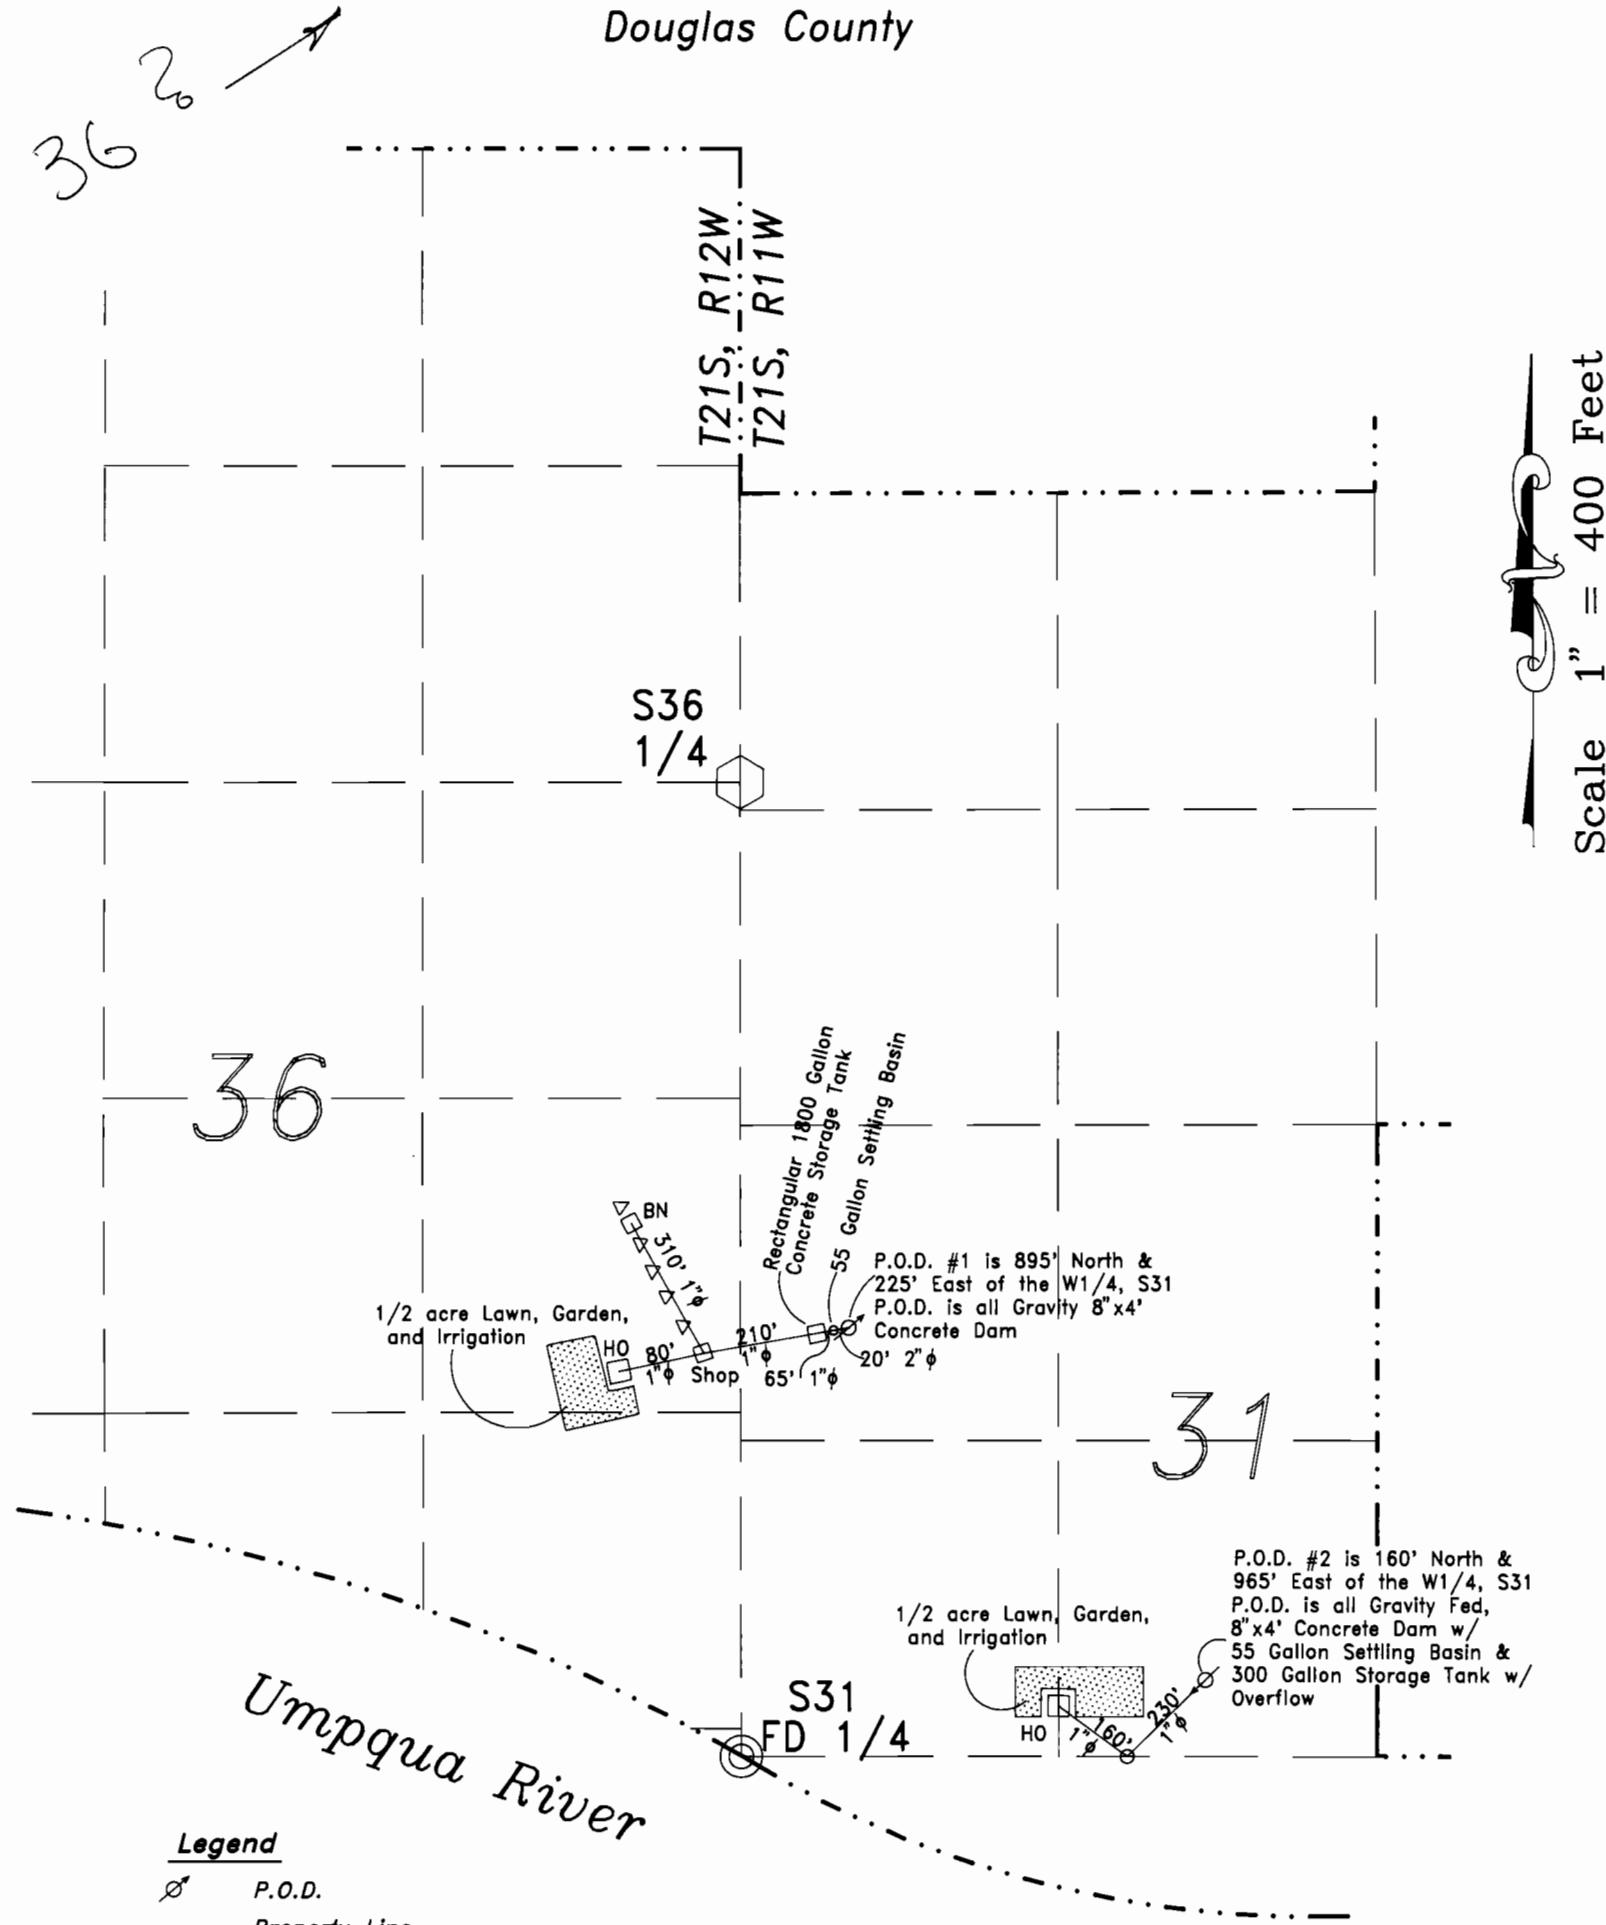 Douglas County
36
T21S, R12W
T21S, R11W
Scale 1" = 400 Feet
S36
1/4
36
Rectangular 1800 Gallon
Concrete Storage Tank
55 Gallon Settling Basin
BN
310' 1"ϕ
P.O.D. #1 is 895' North &
225' East of the W1/4, S31
P.O.D. is all Gravity 8"x4'
Concrete Dam
1/2 acre Lawn, Garden,
and Irrigation
HO
80'
1"ϕ
Shop
210'
1"ϕ
65' 1"ϕ
20' 2"ϕ
31
P.O.D. #2 is 160' North &
965' East of the W1/4, S31
P.O.D. is all Gravity Fed,
8"x4' Concrete Dam w/
55 Gallon Settling Basin &
300 Gallon Storage Tank w/
Overflow
1/2 acre Lawn, Garden,
and Irrigation
HO
160'
1"ϕ
230'
1"ϕ
S31
FD 1/4
Umpqua River
Legend
P.O.D.
Property Line